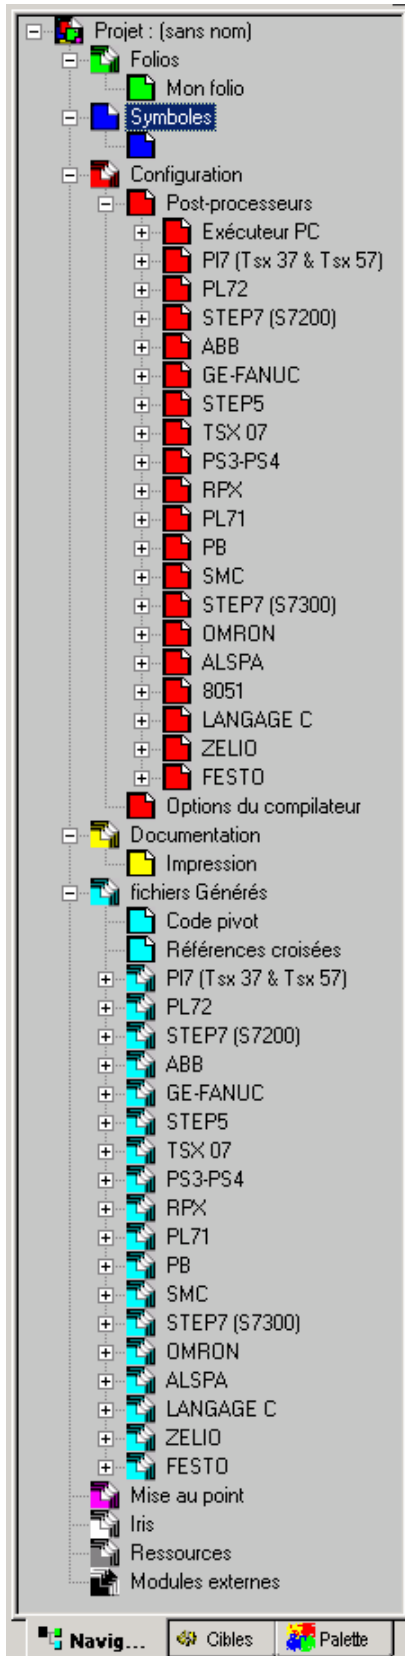 Projet : (sans nom)
Folios
Mon folio
Symboles
Configuration
Post-processeurs
Exécuteur PC
PI7 (Tsx 37 & Tsx 57)
PL72
STEP7 (S7200)
ABB
GE-FANUC
STEP5
TSX 07
PS3-PS4
RPX
PL71
PB
SMC
STEP7 (S7300)
OMRON
ALSPA
8051
LANGAGE C
ZELIO
FESTO
Options du compilateur
Documentation
Impression
fichiers Générés
Code pivot
Références croisées
PI7 (Tsx 37 & Tsx 57)
PL72
STEP7 (S7200)
ABB
GE-FANUC
STEP5
TSX 07
PS3-PS4
RPX
PL71
PB
SMC
STEP7 (S7300)
OMRON
ALSPA
LANGAGE C
ZELIO
FESTO
Mise au point
Iris
Ressources
Modules externes
Navig... Cibles Palette